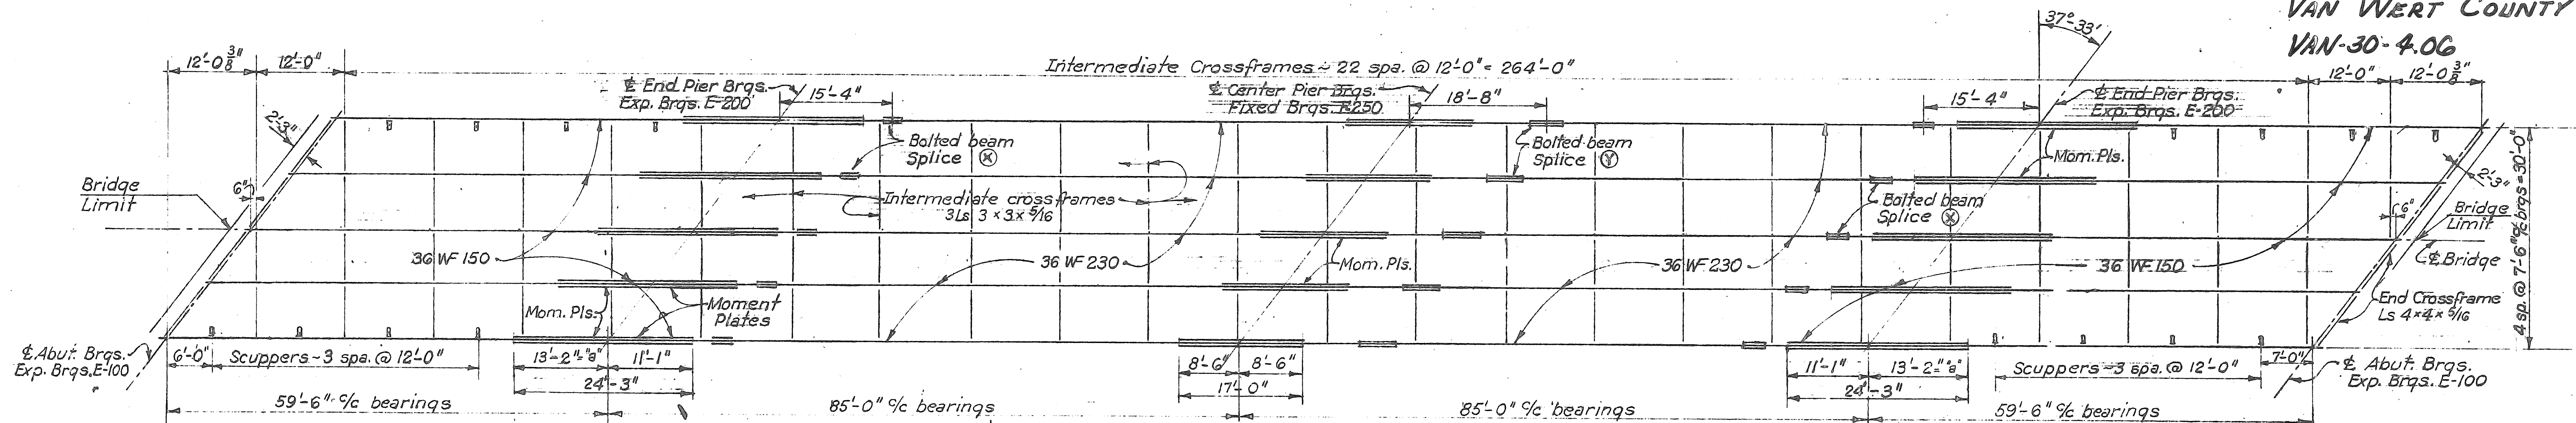 VAN WERT COUNTY
VAN-30-4.06
37°-33'
12'-0 3/8"
12'-0"
Intermediate Crossframes ~ 22 spa. @ 12'-0" = 264'-0"
12'-0"
12'-0 3/8"
℄ End Pier Brgs.
Exp. Brgs. E-200
15'-4"
℄ Center Pier Brgs.
Fixed Brgs. F-250
18'-8"
15'-4"
℄ End Pier Brgs.
Exp. Brgs. E-200
2'-3"
Bolted beam
Splice Ⓧ
Bolted beam
Splice Ⓨ
Mom. Pls.
2'-3"
Bridge
Limit
6"
Intermediate crossframes
3 Ls 3 x 3 x 5/16
Bolted beam
Splice Ⓧ
6"
Bridge
Limit
4 sp. @ 7'-6" c/c brgs = 30'-0"
36 WF 150
36 WF 230
Mom. Pls.
36 WF 230
36 WF 150
℄ Bridge
Mom. Pls.
Moment
Plates
End Crossframe
Ls 4 x 4 x 5/16
℄ Abut. Brgs.
Exp. Brgs. E-100
6'-0"
Scuppers ~ 3 spa. @ 12'-0"
13'-2" = "a"
11'-1"
24'-3"
8'-6"
8'-6"
17'-0"
11'-1"
13'-2" = "a"
24'-3"
Scuppers ~ 3 spa. @ 12'-0"
7'-0"
℄ Abut. Brgs.
Exp. Brgs. E-100
59'-6" c/c bearings
85'-0" c/c bearings
85'-0" c/c bearings
59'-6" c/c bearings